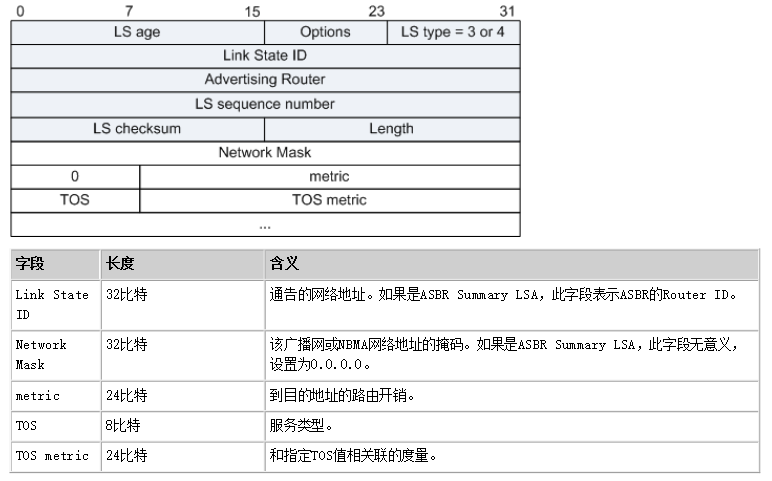 0 7 15 23 31
LS age Options LS type = 3 or 4
Link State ID
Advertising Router
LS sequence number
LS checksum Length
Network Mask
0 metric
TOS TOS metric
...
字段 长度 含义
Link State ID 32比特 通告的网络地址。如果是ASBR Summary LSA，此字段表示ASBR的Router ID。
Network Mask 32比特 该广播网或NBMA网络地址的掩码。如果是ASBR Summary LSA，此字段无意义，
设置为0.0.0.0。
metric 24比特 到目的地址的路由开销。
TOS 8比特 服务类型。
TOS metric 24比特 和指定TOS值相关联的度量。